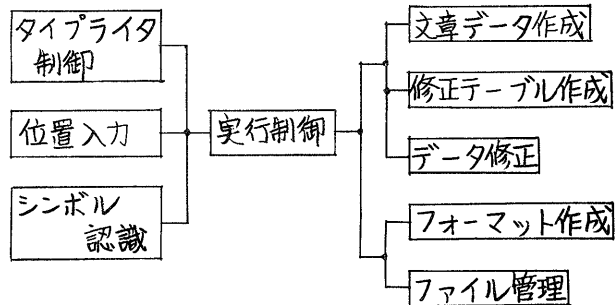 タイプライタ
制御
位置入力
シンボル
認識
実行制御
文章データ作成
修正テーブル作成
データ修正
フォーマット作成
ファイル管理